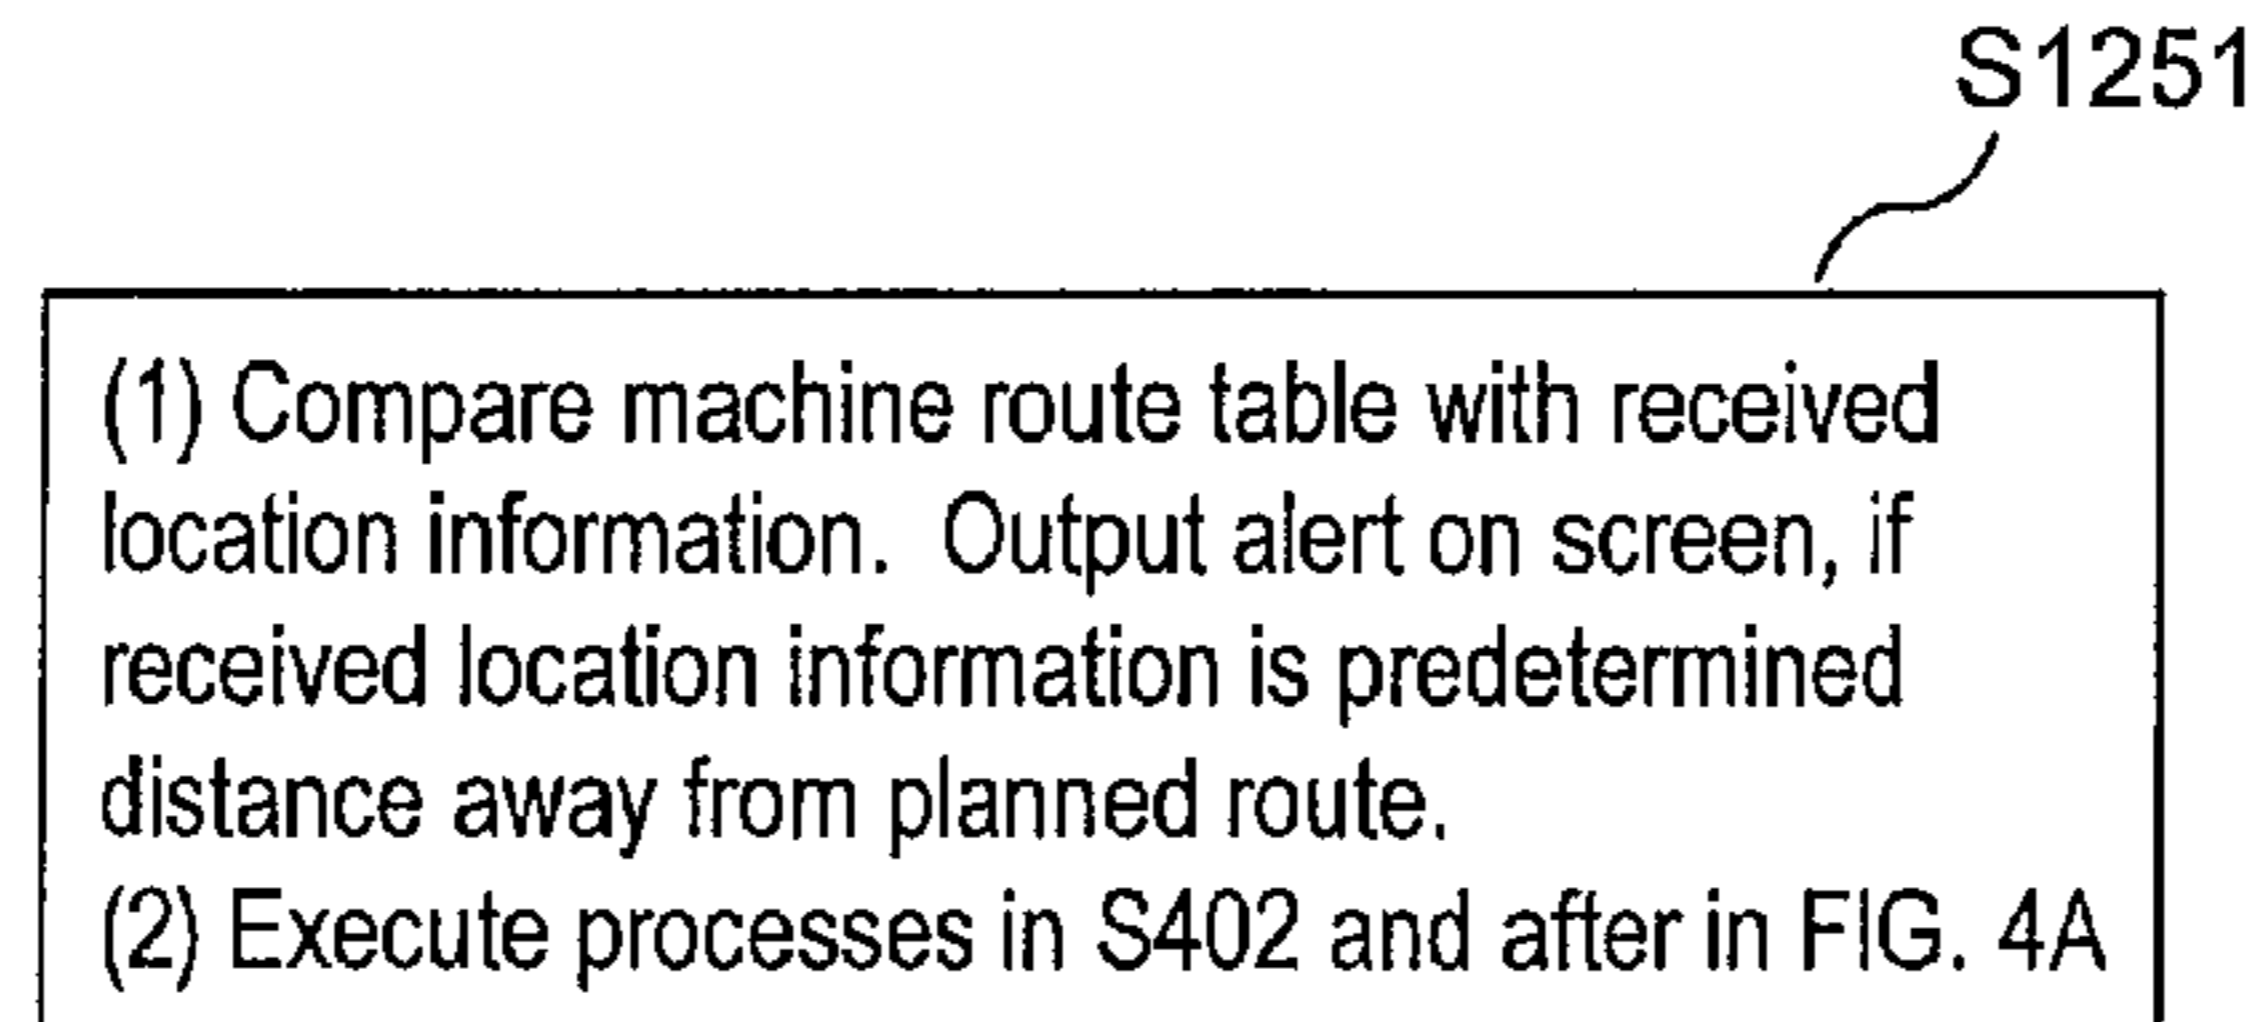 S1251
(1) Compare machine route table with received
location information.  Output alert on screen, if
received location information is predetermined
distance away from planned route.
(2) Execute processes in S402 and after in FIG. 4A